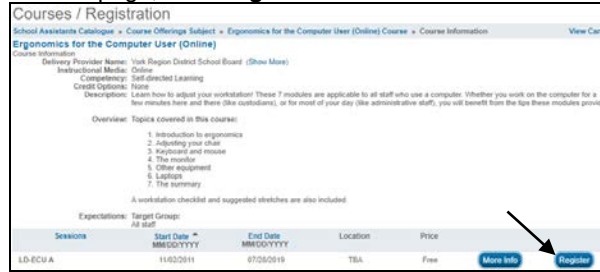 Courses / Registration
School Assistants Catalogue » Course Offerings Subject » Ergonomics for the Computer User (Online) Course » Course Information View Car
Ergonomics for the Computer User (Online)
Course Information
Delivery Provider Name: York Region District School Board (Show More)
Instructional Media: Online
Competency: Self-directed Learning
Credit Options: None
Description: Learn how to adjust your workstation! These 7 modules are applicable to all staff who use a computer. Whether you work on the computer for a
few minutes here and there (like custodians), or for most of your day (like administrative staff), you will benefit from the tips these modules provi
Overview: Topics covered in this course:
1. Introduction to ergonomics
2. Adjusting your chair
3. Keyboard and mouse
4. The monitor
5. Other equipment
6. Laptops
7. The summary
A workstation checklist and suggested stretches are also included.
Expectations: Target Group:
All staff
Sessions Start Date End Date Location Price
MM/DD/YYYY MM/DD/YYYY
LD-ECU A 11/02/2011 07/28/2019 TBA Free More Info Register